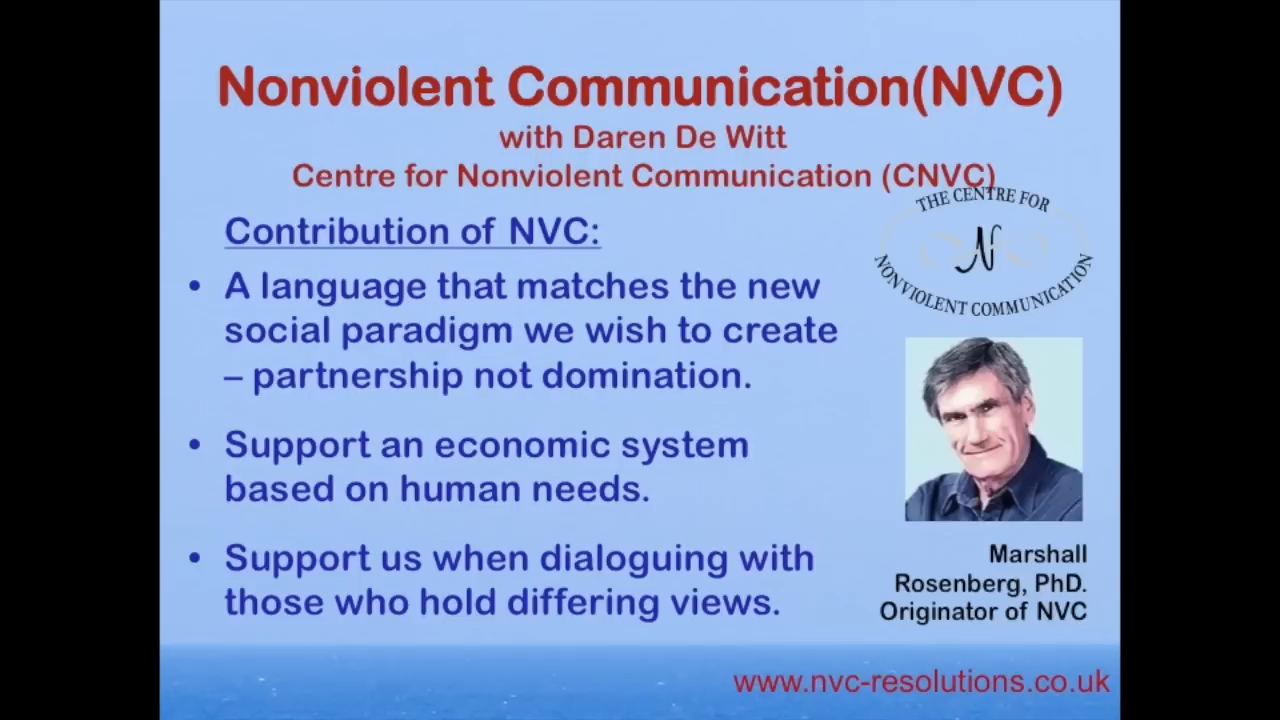 Nonviolent Communication(NVC)
with Daren De Witt
Centre for Nonviolent Communication (CNVC)
THE CENTRE FOR
N
NONVIOLENT COMMUNICATION
Contribution of NVC:
• A language that matches the new
social paradigm we wish to create
– partnership not domination.
• Support an economic system
based on human needs.
• Support us when dialoguing with
those who hold differing views.
Marshall
Rosenberg, PhD.
Originator of NVC
www.nvc-resolutions.co.uk